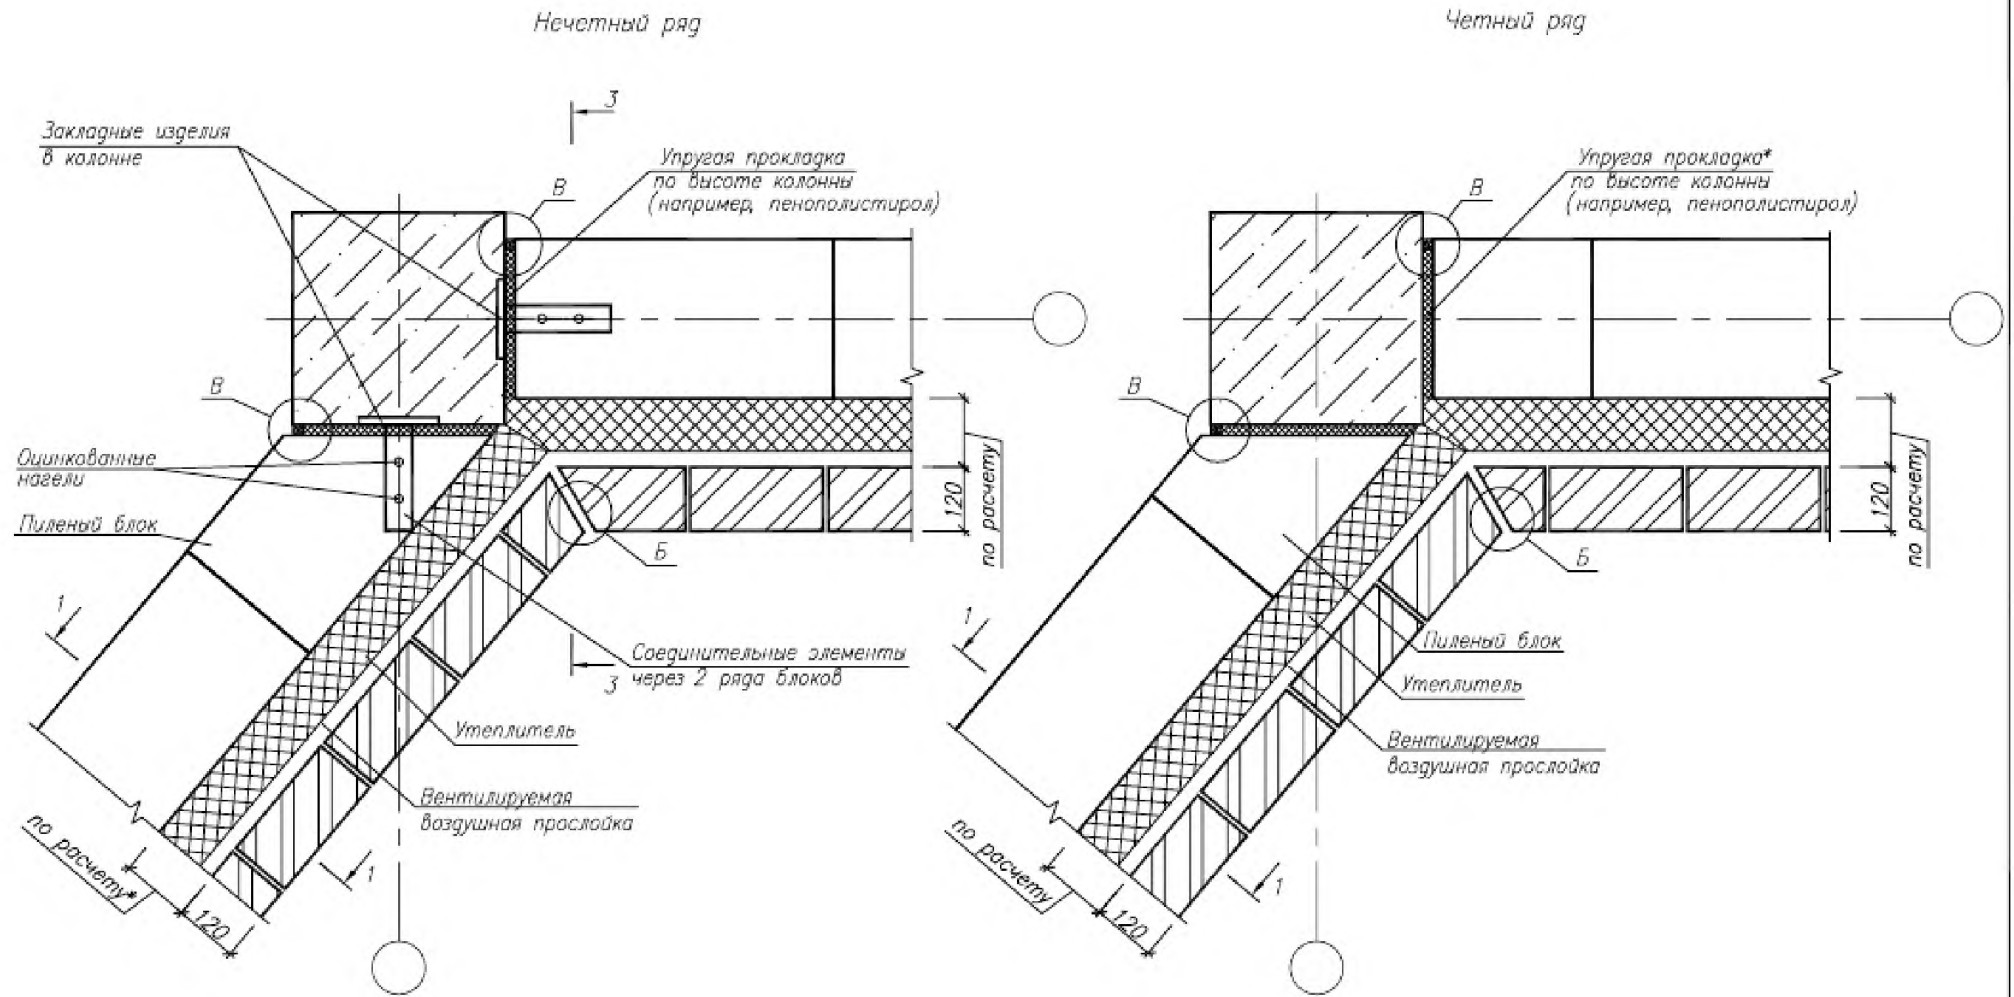 Нечетный ряд
3
Закладные изделия
в колонне
Упругая прокладка
по высоте колонны
(например, пенополистирол)
В
В
Оцинкованные
нагели
Пиленый блок
120
по расчету
Б
1
Соединительные элементы
через 2 ряда блоков
3
Утеплитель
Вентилируемая
воздушная прослойка
по расчету*
120
1
Четный ряд
Упругая прокладка*
по высоте колонны
(например, пенополистирол)
В
В
120
по расчету
Б
1
Пиленый блок
Утеплитель
Вентилируемая
воздушная прослойка
по расчету
120
1